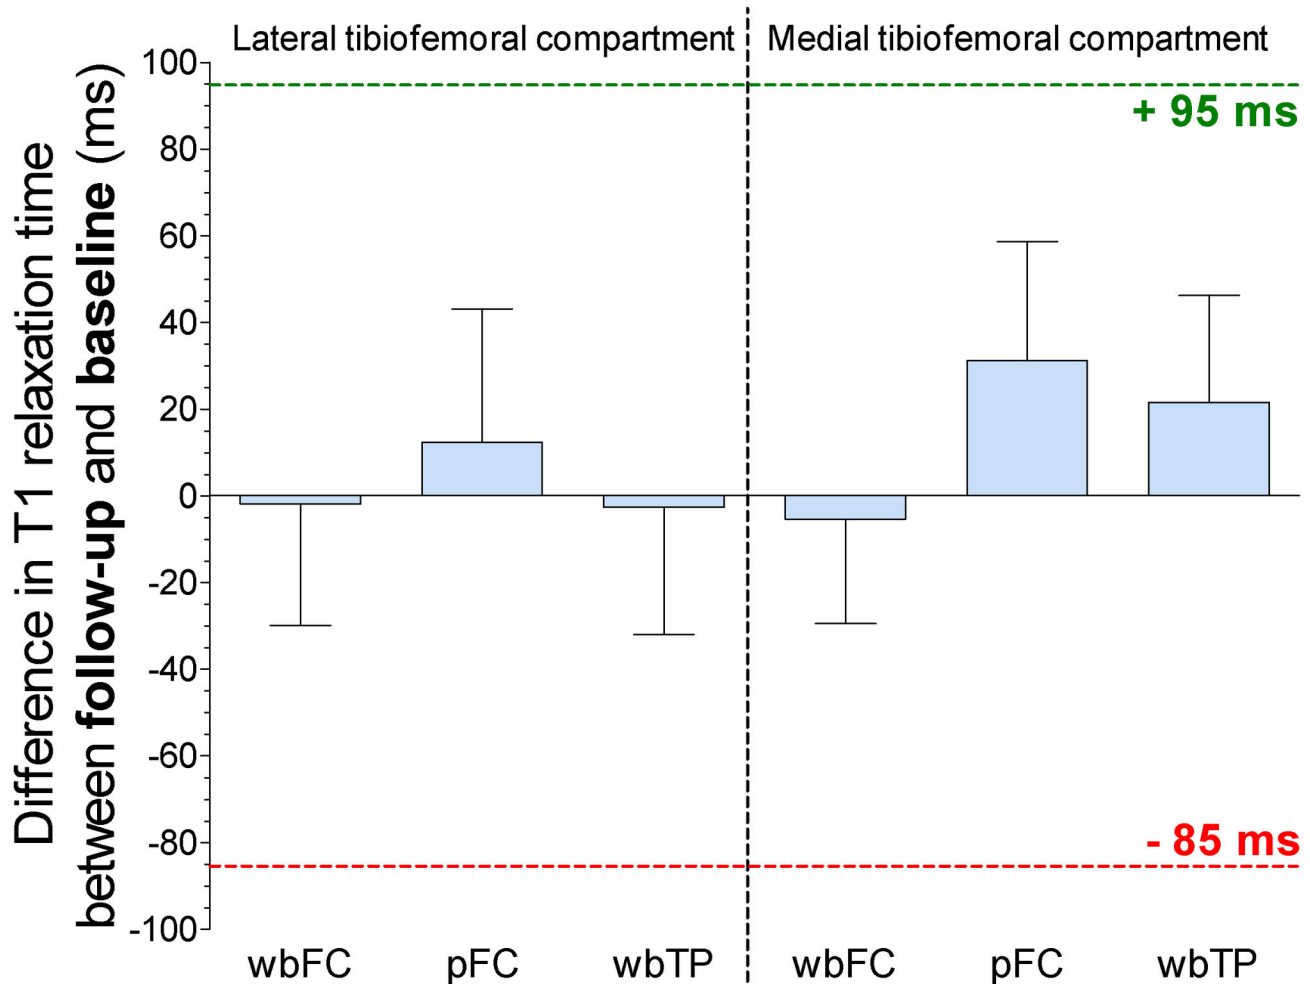 Lateral tibiofemoral compartment
Medial tibiofemoral compartment
Difference in T1 relaxation time
between follow-up and baseline (ms)
100
80
60
40
20
0
-20
-40
-60
-80
-100
+ 95 ms
- 85 ms
wbFC pFC wbTP wbFC pFC wbTP